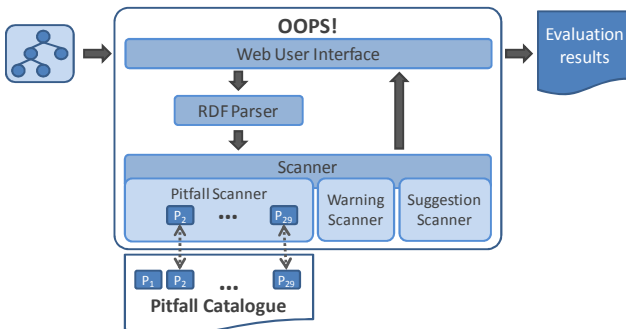 OOPS!
Web User Interface
Evaluation
results
RDF Parser
Scanner
Pitfall Scanner
Warning
Scanner
Suggestion
Scanner
P2 ... P29
P1 P2 ... P29
Pitfall Catalogue